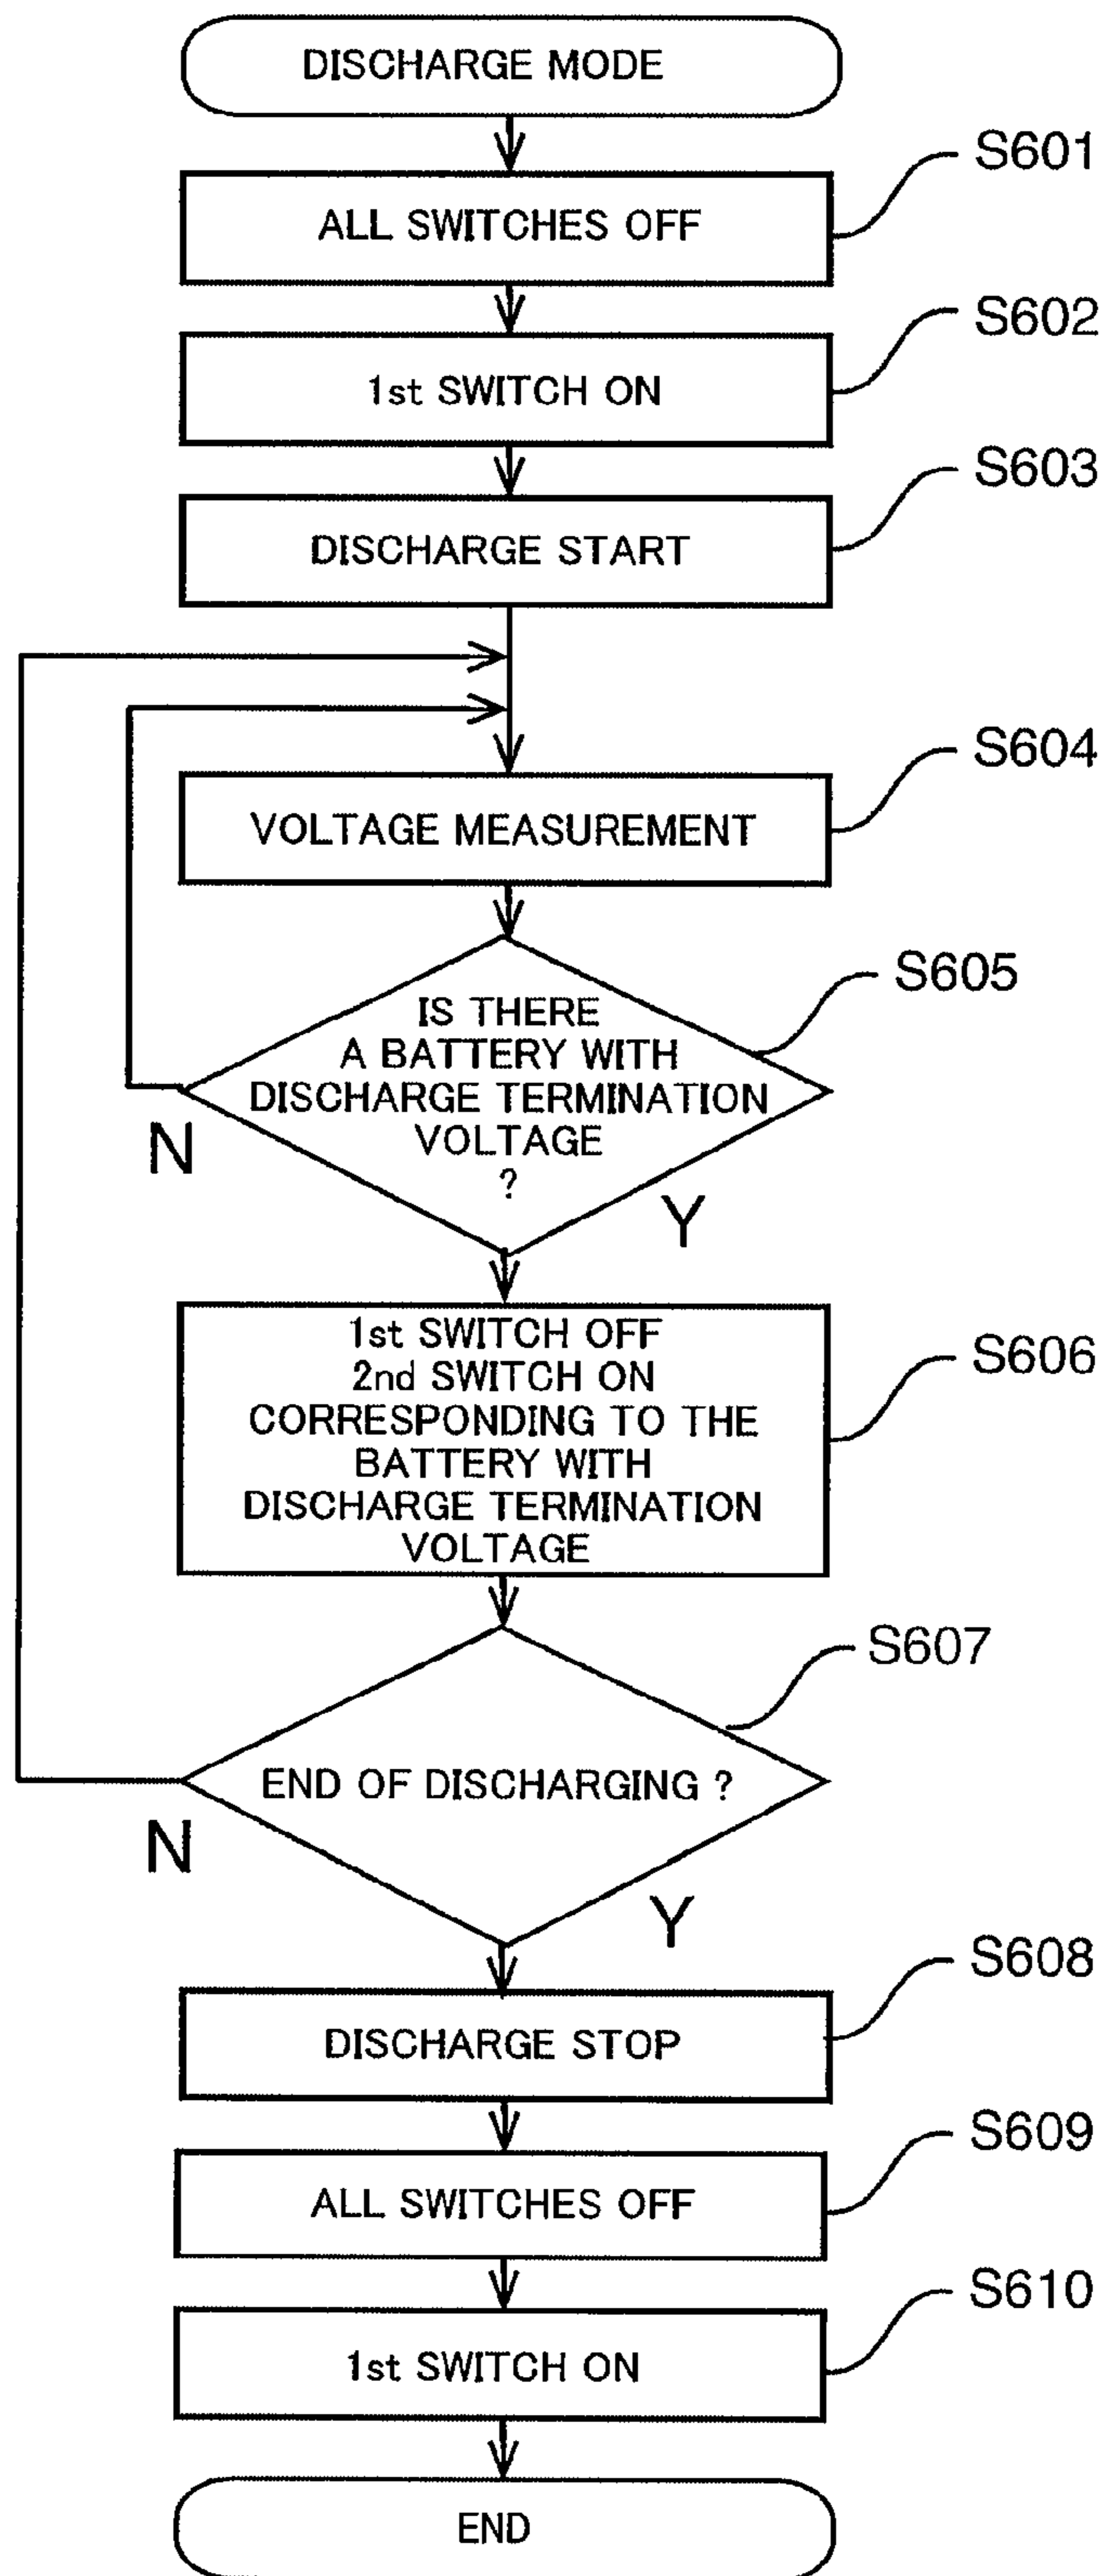 DISCHARGE MODE
S601
ALL SWITCHES OFF
S602
1st SWITCH ON
S603
DISCHARGE START
S604
VOLTAGE MEASUREMENT
S605
IS THERE
A BATTERY WITH
DISCHARGE TERMINATION
VOLTAGE
?
N
Y
1st SWITCH OFF
2nd SWITCH ON
CORRESPONDING TO THE
BATTERY WITH
DISCHARGE TERMINATION
VOLTAGE
S606
S607
END OF DISCHARGING ?
N
Y
S608
DISCHARGE STOP
S609
ALL SWITCHES OFF
S610
1st SWITCH ON
END